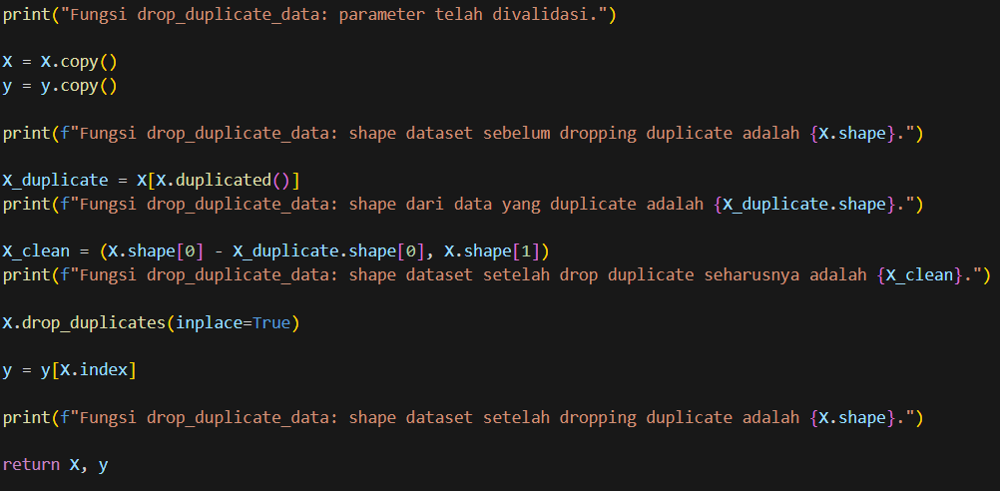 print("Fungsi drop_duplicate_data: parameter telah divalidasi.")
X = X.copy()
y = y.copy()
print(f"Fungsi drop_duplicate_data: shape dataset sebelum dropping duplicate adalah {X.shape}.")
X_duplicate = X[X.duplicated()]
print(f"Fungsi drop_duplicate_data: shape dari data yang duplicate adalah {X_duplicate.shape}.")
X_clean = (X.shape[0] - X_duplicate.shape[0], X.shape[1])
print(f"Fungsi drop_duplicate_data: shape dataset setelah drop duplicate seharusnya adalah {X_clean}.")
X.drop_duplicates(inplace=True)
y = y[X.index]
print(f"Fungsi drop_duplicate_data: shape dataset setelah dropping duplicate adalah {X.shape}.")
return X, y